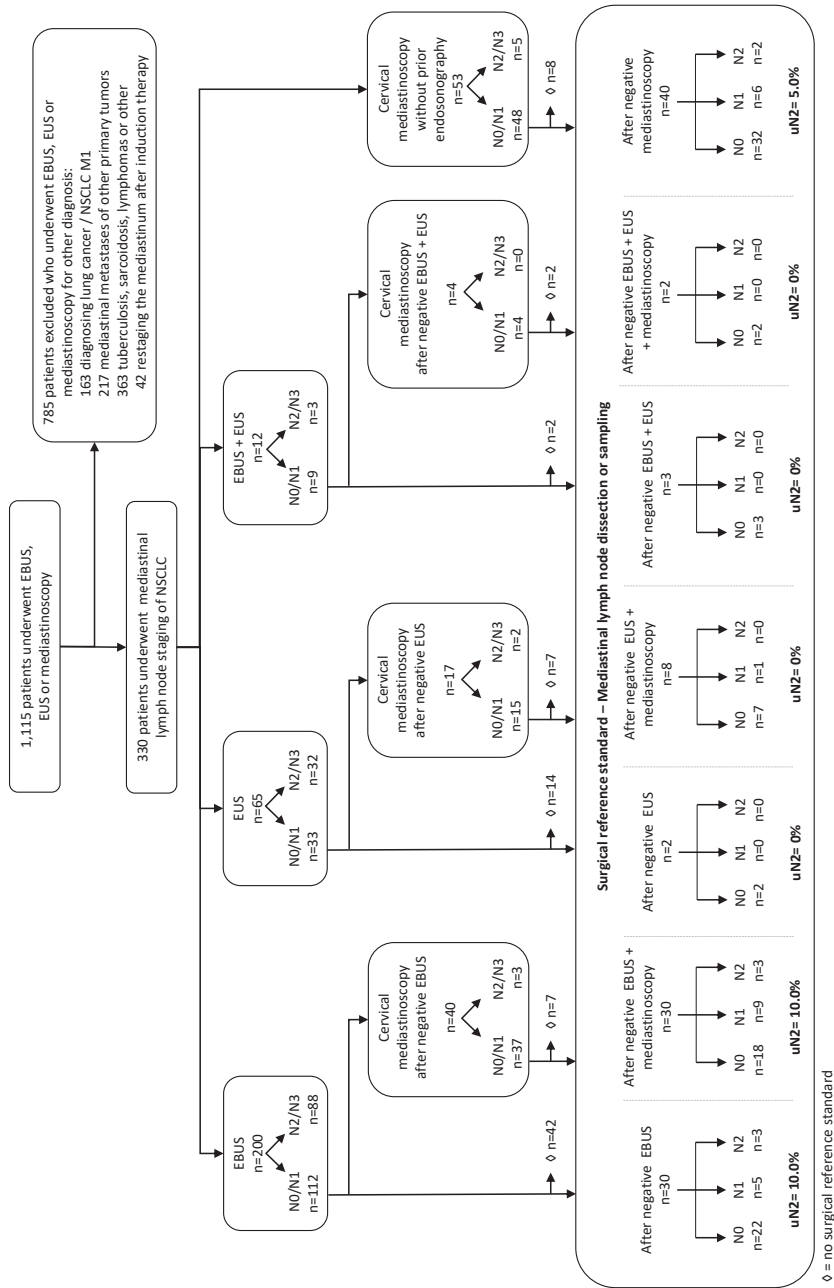 1,115 patients underwent EBUS,
EUS or mediastinoscopy
785 patients excluded who underwent EBUS, EUS or
mediastinoscopy for other diagnosis:
163 diagnosing lung cancer / NSCLC M1
217 mediastinal metastases of other primary tumors
363 tuberculosis, sarcoidosis, lymphomas or other
42 restaging the mediastinum after induction therapy
330 patients underwent mediastinal
lymph node staging of NSCLC
EBUS
n=200
N0/N1
n=112
N2/N3
n=88
EUS
n=65
N0/N1
n=33
N2/N3
n=32
EBUS + EUS
n=12
N0/N1
n=9
N2/N3
n=3
Cervical
mediastinoscopy
without prior
endosonography
n=53
N0/N1
n=48
N2/N3
n=5
Cervical
mediastinoscopy
after negative EBUS
n=40
N0/N1
n=37
N2/N3
n=3
Cervical
mediastinoscopy
after negative EUS
n=17
N0/N1
n=15
N2/N3
n=2
Cervical
mediastinoscopy
after negative EBUS + EUS
n=4
N0/N1
n=4
N2/N3
n=0
◊ n=42
◊ n=7
◊ n=14
◊ n=7
◊ n=2
◊ n=2
◊ n=8
Surgical reference standard – Mediastinal lymph node dissection or sampling
After negative EBUS
n=30
N0
n=22
N1
n=5
N2
n=3
uN2= 10.0%
After negative EBUS +
mediastinoscopy
n=30
N0
n=18
N1
n=9
N2
n=3
uN2= 10.0%
After negative EUS
n=2
N0
n=2
N1
n=0
N2
n=0
uN2= 0%
After negative EUS +
mediastinoscopy
n=8
N0
n=7
N1
n=1
N2
n=0
uN2= 0%
After negative EBUS + EUS
n=3
N0
n=3
N1
n=0
N2
n=0
uN2= 0%
After negative EBUS + EUS
+ mediastinoscopy
n=2
N0
n=2
N1
n=0
N2
n=0
uN2= 0%
After negative
mediastinoscopy
n=40
N0
n=32
N1
n=6
N2
n=2
uN2= 5.0%
◊ = no surgical reference standard